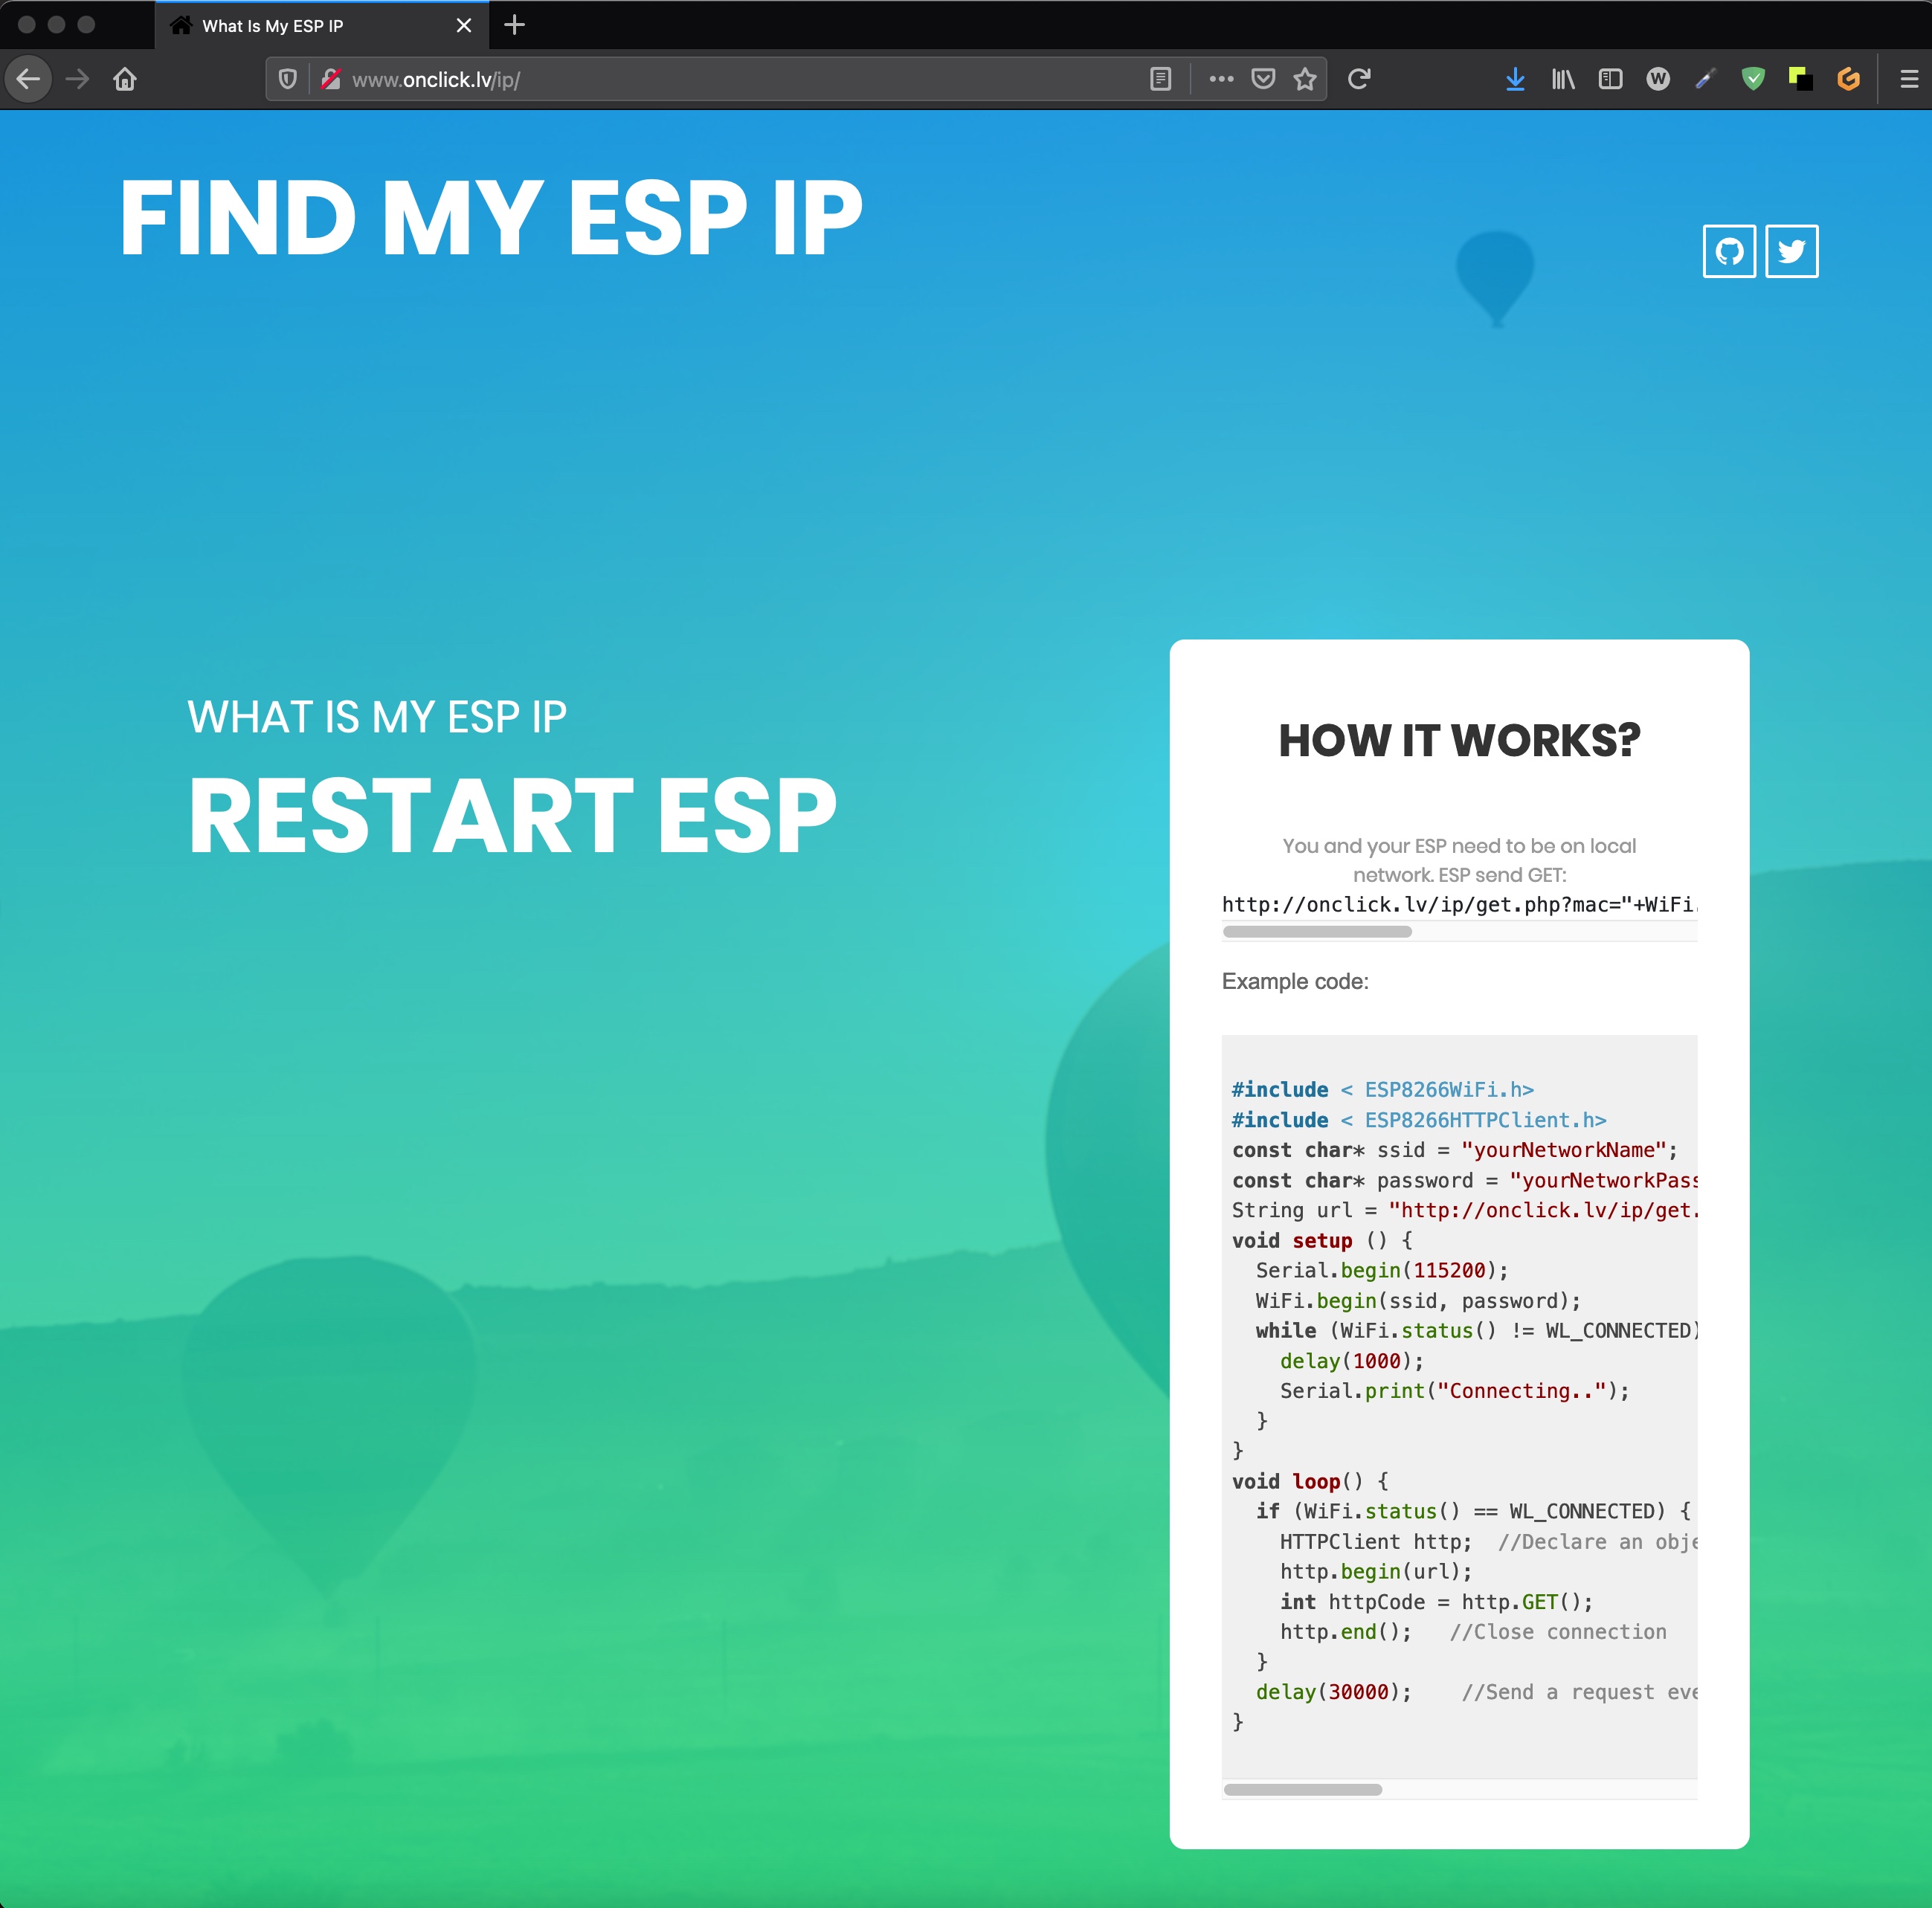 What Is My ESP IP
www.onclick.lv/ip/
W
FIND MY ESP IP
WHAT IS MY ESP IP
RESTART ESP
HOW IT WORKS?
You and your ESP need to be on local
network. ESP send GET:
http://onclick.lv/ip/get.php?mac="+WiFi.
Example code:
#include < ESP8266WiFi.h>
#include < ESP8266HTTPClient.h>
const char* ssid = "yourNetworkName";
const char* password = "yourNetworkPass
String url = "http://onclick.lv/ip/get.
void setup () {
  Serial.begin(115200);
  WiFi.begin(ssid, password);
  while (WiFi.status() != WL_CONNECTED)
    delay(1000);
    Serial.print("Connecting..");
  }
}
void loop() {
  if (WiFi.status() == WL_CONNECTED) {
    HTTPClient http;  //Declare an obje
    http.begin(url);
    int httpCode = http.GET();
    http.end();   //Close connection
  }
  delay(30000);    //Send a request eve
}